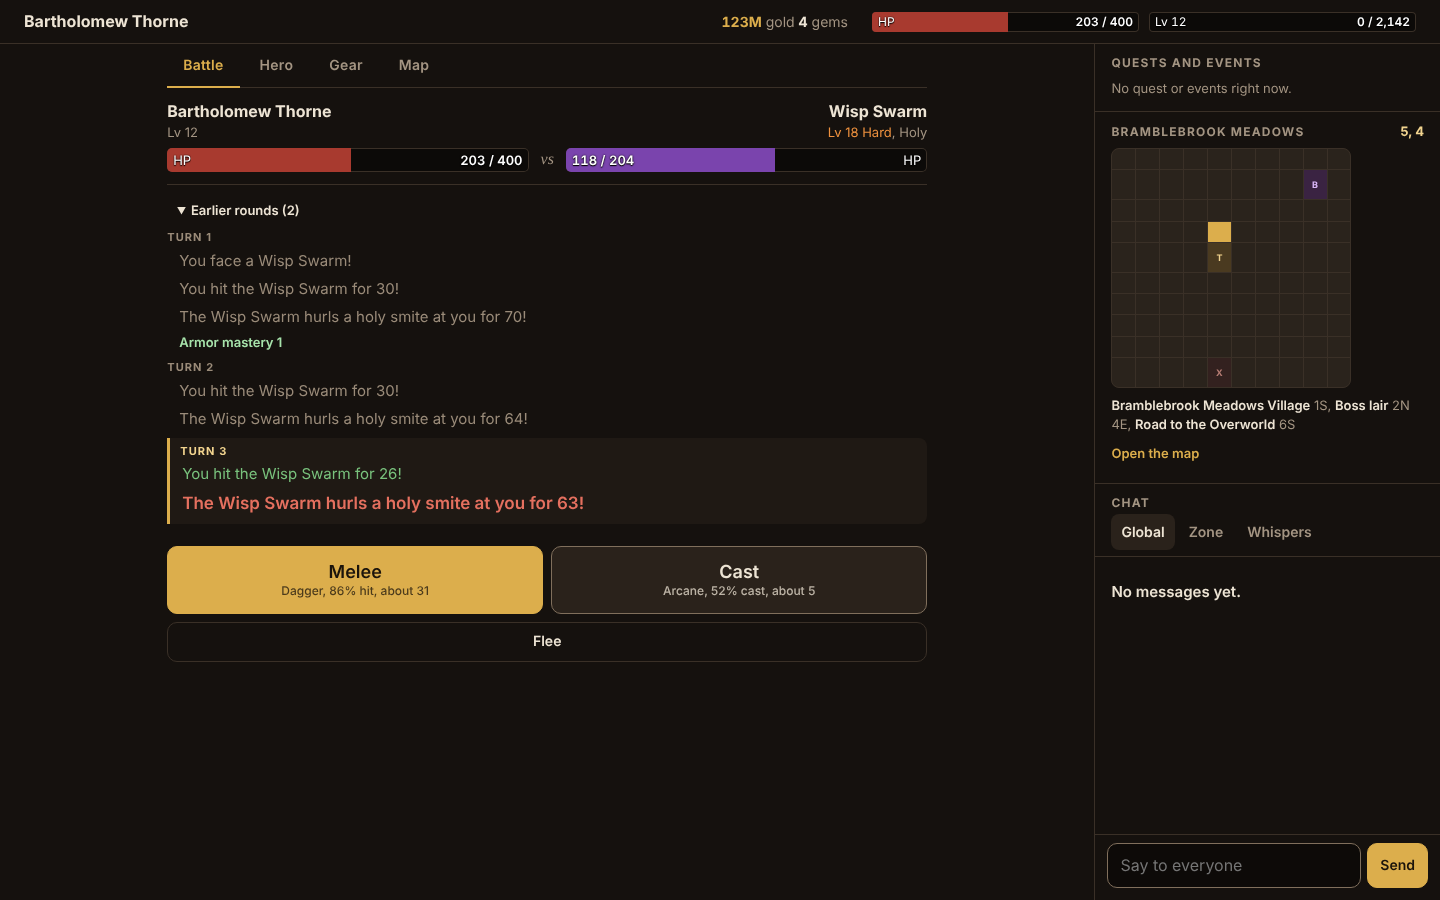 Bartholomew Thorne
123M gold 4 gems
HP 203 / 400
Lv 12 0 / 2,142
Battle Hero Gear Map
Bartholomew Thorne
Lv 12
Wisp Swarm
Lv 18 Hard, Holy
HP 203 / 400 vs 118 / 204 HP
▼ Earlier rounds (2)
TURN 1
You face a Wisp Swarm!
You hit the Wisp Swarm for 30!
The Wisp Swarm hurls a holy smite at you for 70!
Armor mastery 1
TURN 2
You hit the Wisp Swarm for 30!
The Wisp Swarm hurls a holy smite at you for 64!
TURN 3
You hit the Wisp Swarm for 26!
The Wisp Swarm hurls a holy smite at you for 63!
Melee
Dagger, 86% hit, about 31
Cast
Arcane, 52% cast, about 5
Flee
QUESTS AND EVENTS
No quest or events right now.
BRAMBLEBROOK MEADOWS 5, 4
B
T
X
Bramblebrook Meadows Village 1S, Boss lair 2N
4E, Road to the Overworld 6S
Open the map
CHAT
Global Zone Whispers
No messages yet.
Say to everyone
Send